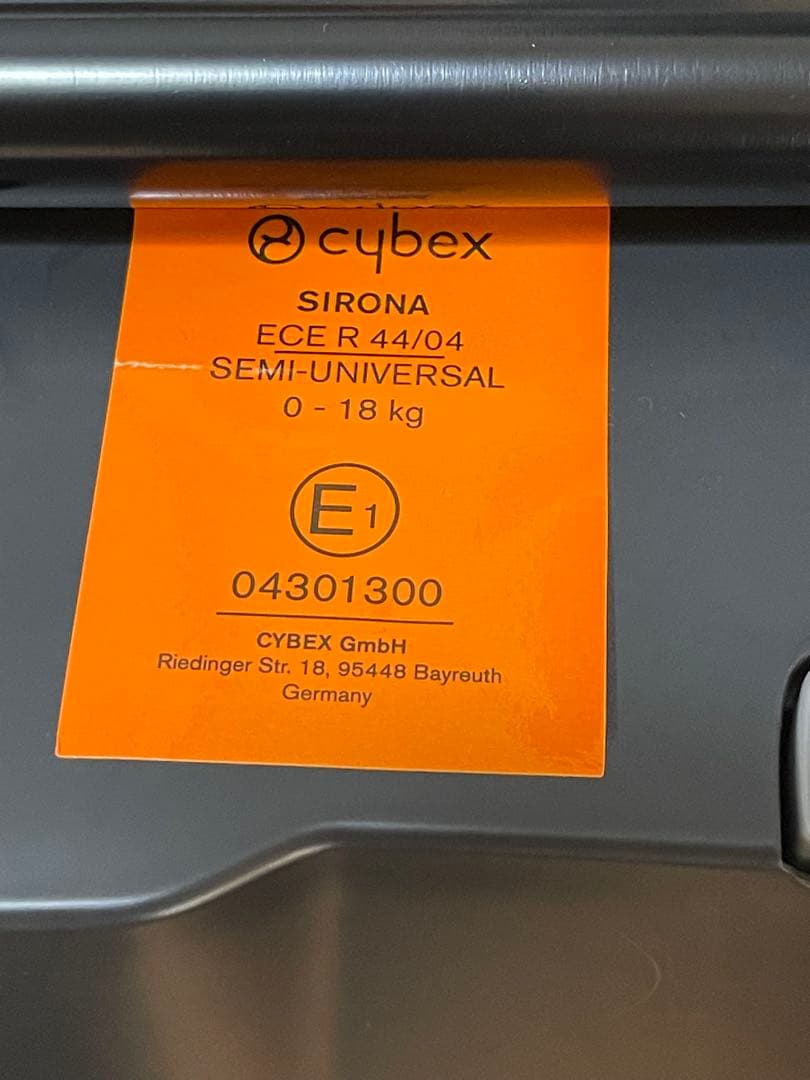 cybex
SIRONA
ECE R 44/04
SEMI-UNIVERSAL
0 - 18 kg
E1
04301300
CYBEX GmbH
Riedinger Str. 18, 95448 Bayreuth
Germany